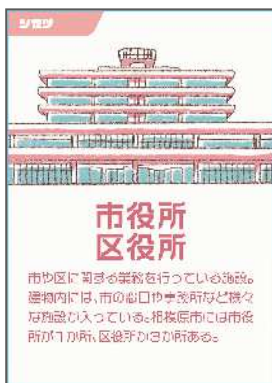 市役所
区役所
市や区に関する業務を行っている施設。
建物内には、市の窓口や事務所など様々
な施設が入っている。相模原市には市役
所が1か所、区役所が3か所ある。